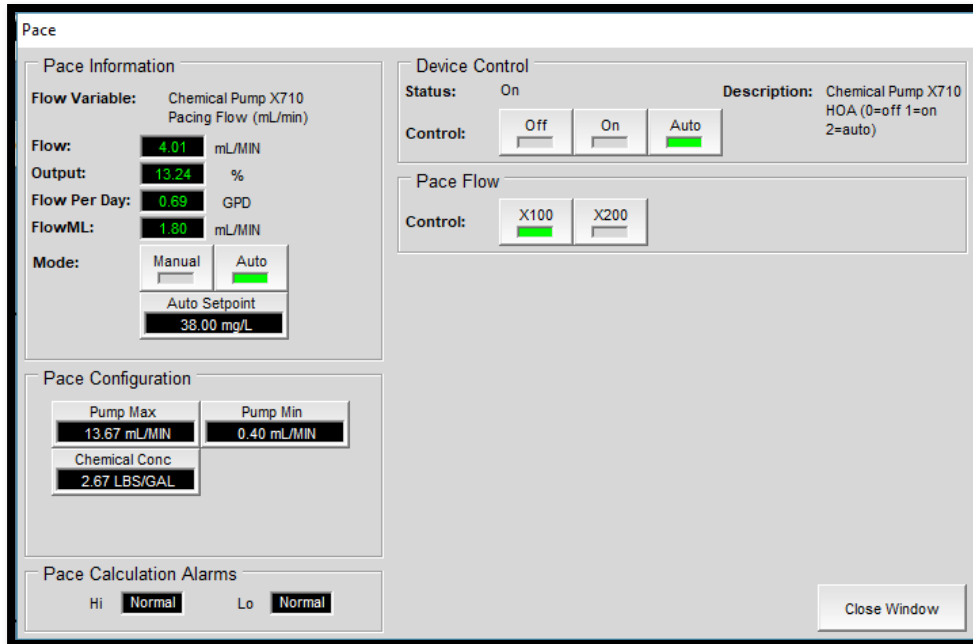 Pace
Pace Information
Flow Variable: Chemical Pump X710
Pacing Flow (mL/min)
Flow: 4.01 mL/MIN
Output: 13.24 %
Flow Per Day: 0.69 GPD
FlowML: 1.80 mL/MIN
Mode: Manual Auto
Auto Setpoint
38.00 mg/L
Pace Configuration
Pump Max Pump Min
13.67 mL/MIN 0.40 mL/MIN
Chemical Conc
2.67 LBS/GAL
Pace Calculation Alarms
Hi Normal Lo Normal
Device Control
Status: On Description: Chemical Pump X710
HOA (0=off 1=on
2=auto)
Control: Off On Auto
Pace Flow
Control: X100 X200
Close Window